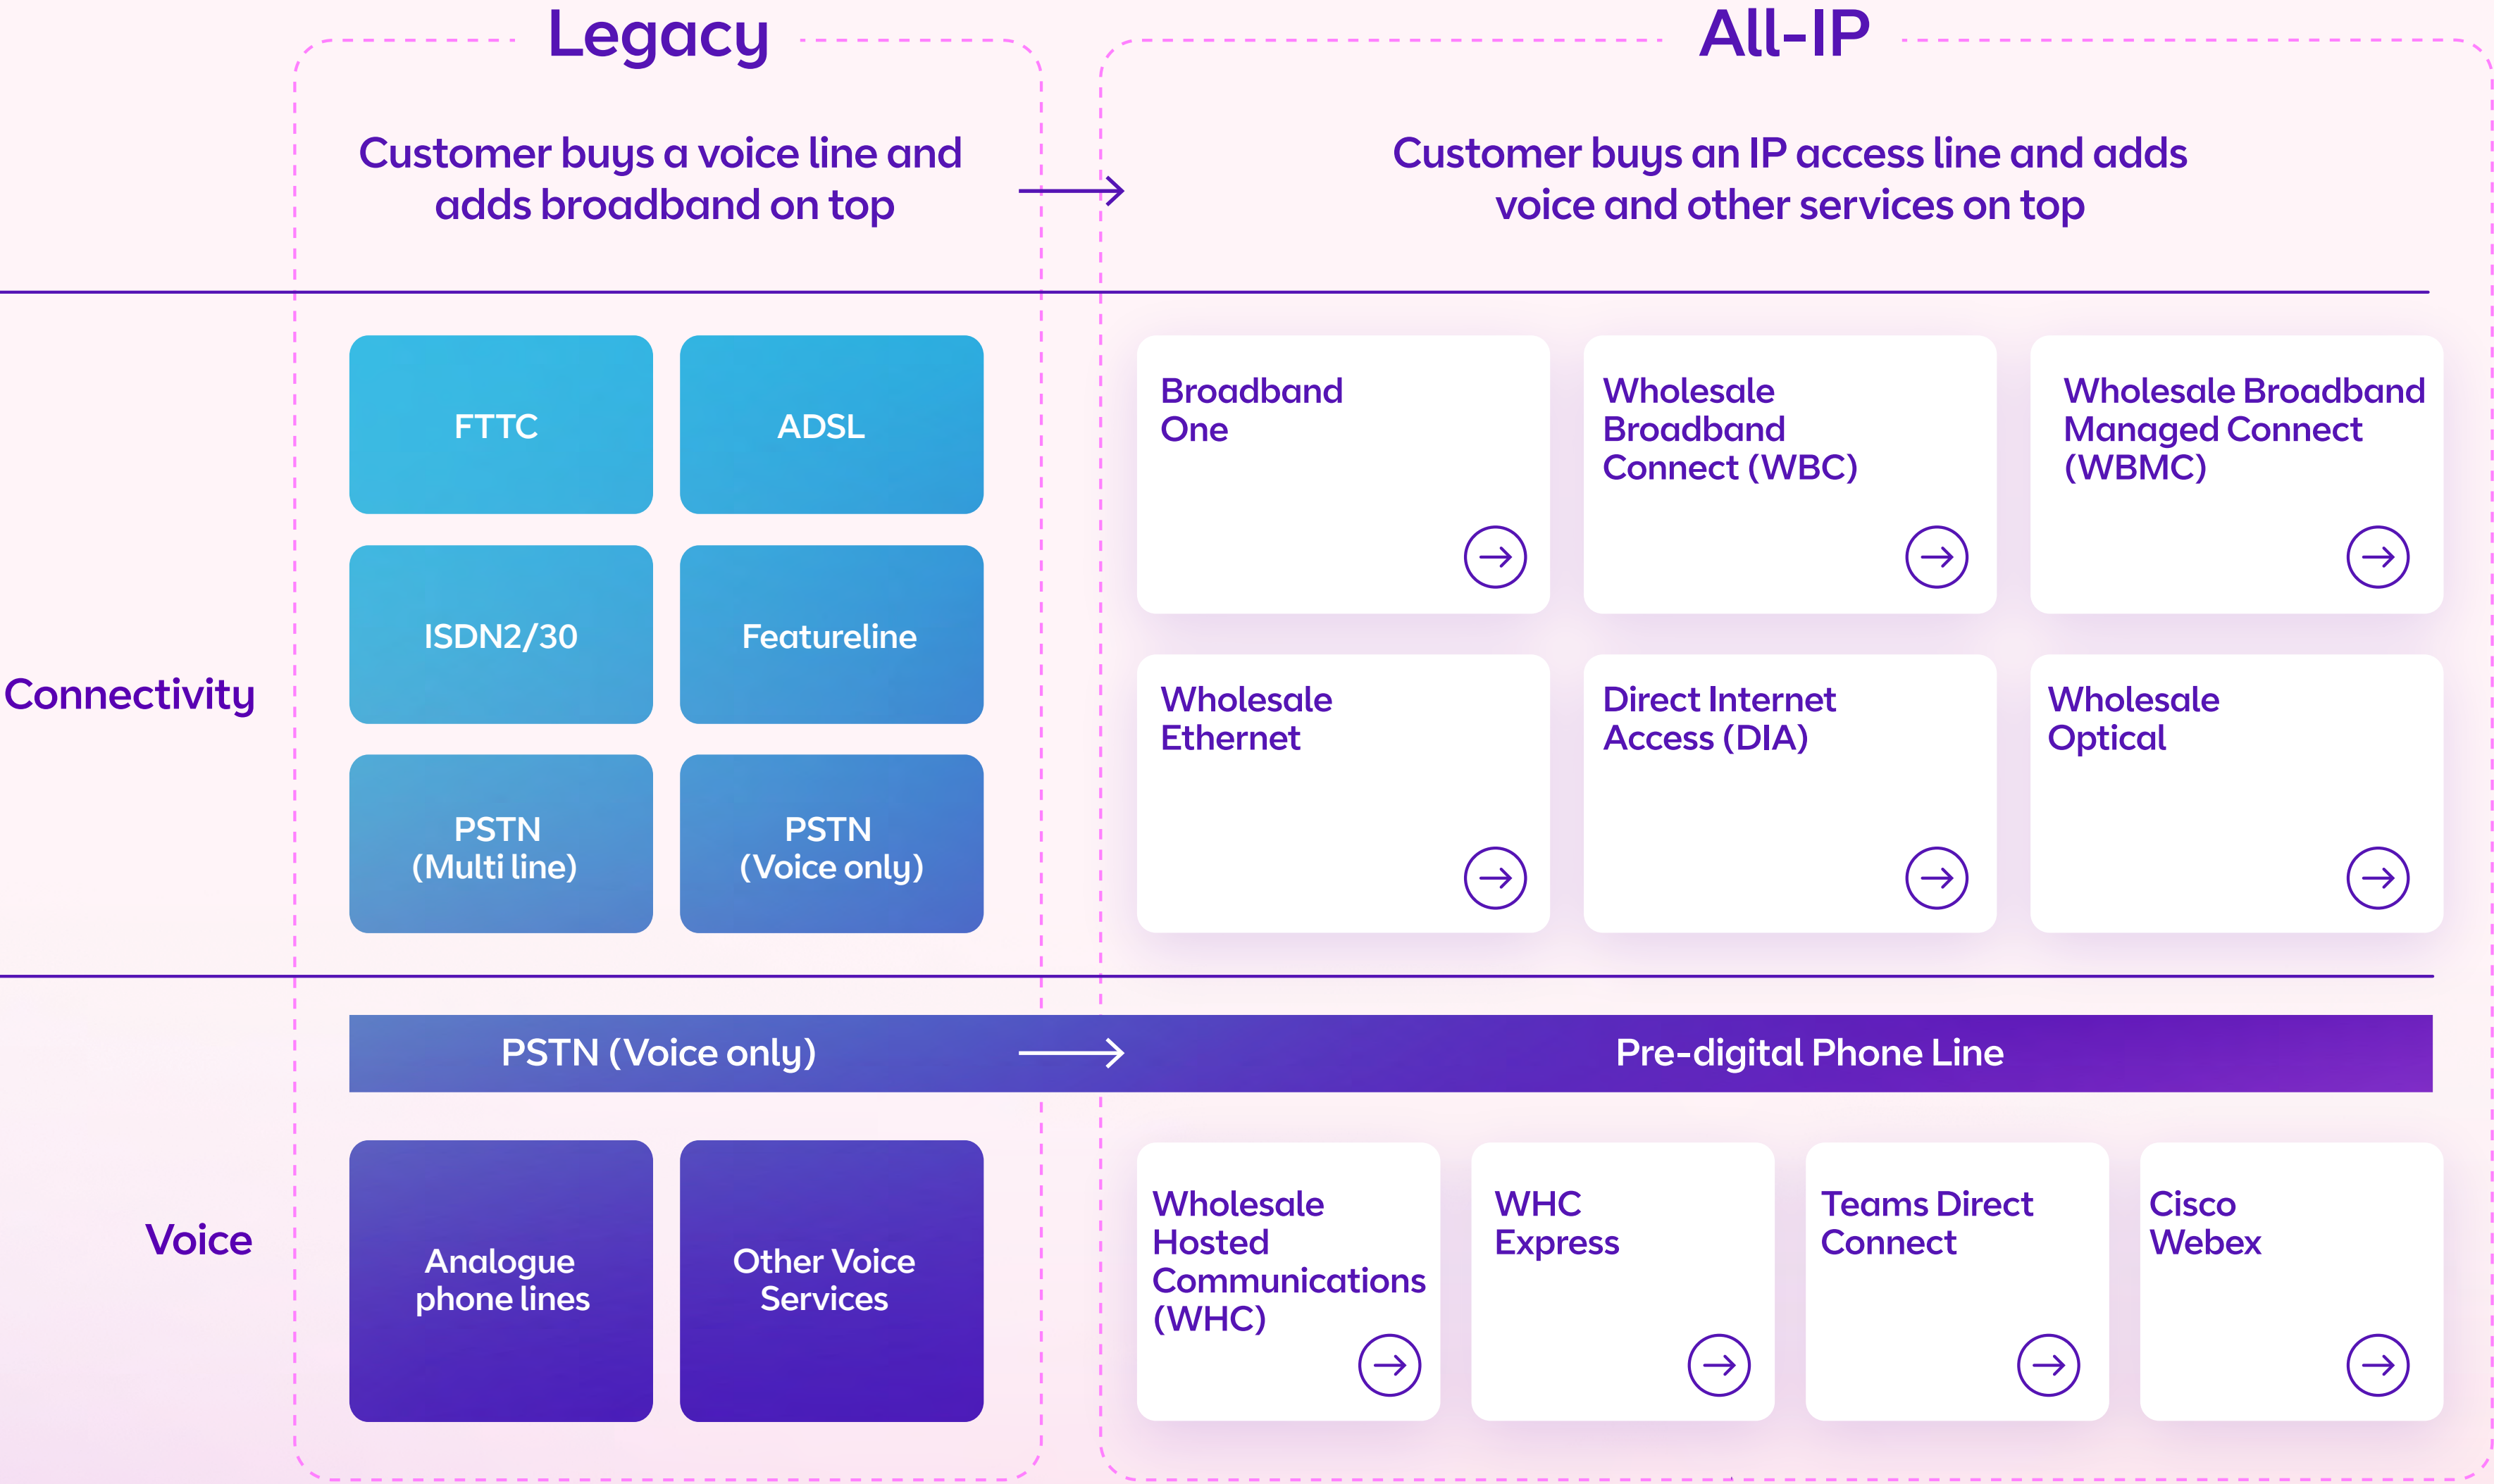 Legacy
All-IP
Customer buys a voice line and
adds broadband on top
Customer buys an IP access line and adds
voice and other services on top
Connectivity
FTTC
ADSL
ISDN2/30
Featureline
PSTN
(Multi line)
PSTN
(Voice only)
Broadband
One
Wholesale
Broadband
Connect (WBC)
Wholesale Broadband
Managed Connect
(WBMC)
Wholesale
Ethernet
Direct Internet
Access (DIA)
Wholesale
Optical
Voice
PSTN (Voice only)
Pre-digital Phone Line
Analogue
phone lines
Other Voice
Services
Wholesale
Hosted
Communications
(WHC)
WHC
Express
Teams Direct
Connect
Cisco
Webex